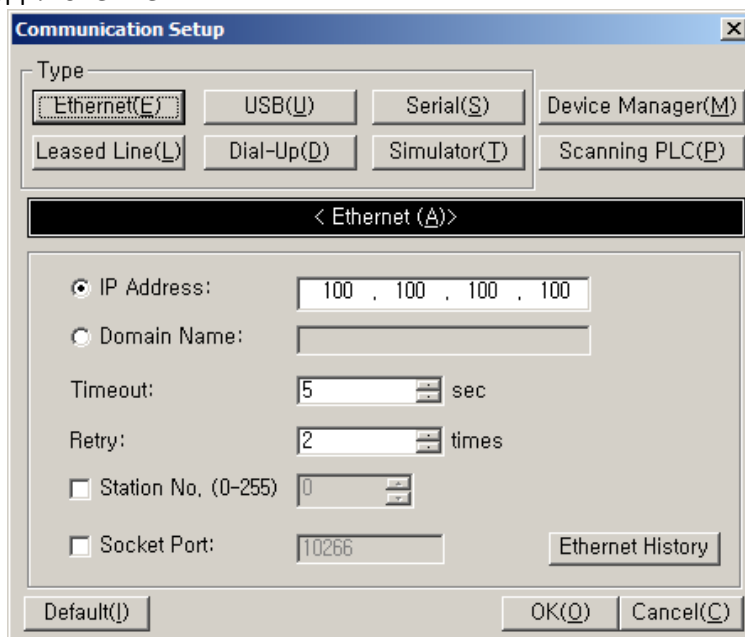 Communication Setup
Type
Ethernet(E) USB(U) Serial(S) Device Manager(M)
Leased Line(L) Dial-Up(D) Simulator(T) Scanning PLC(P)
< Ethernet (A)>
IP Address: 100 . 100 . 100 . 100
Domain Name:
Timeout: 5 sec
Retry: 2 times
Station No. (0-255) 0
Socket Port: 10266 Ethernet History
Default(I) OK(O) Cancel(C)